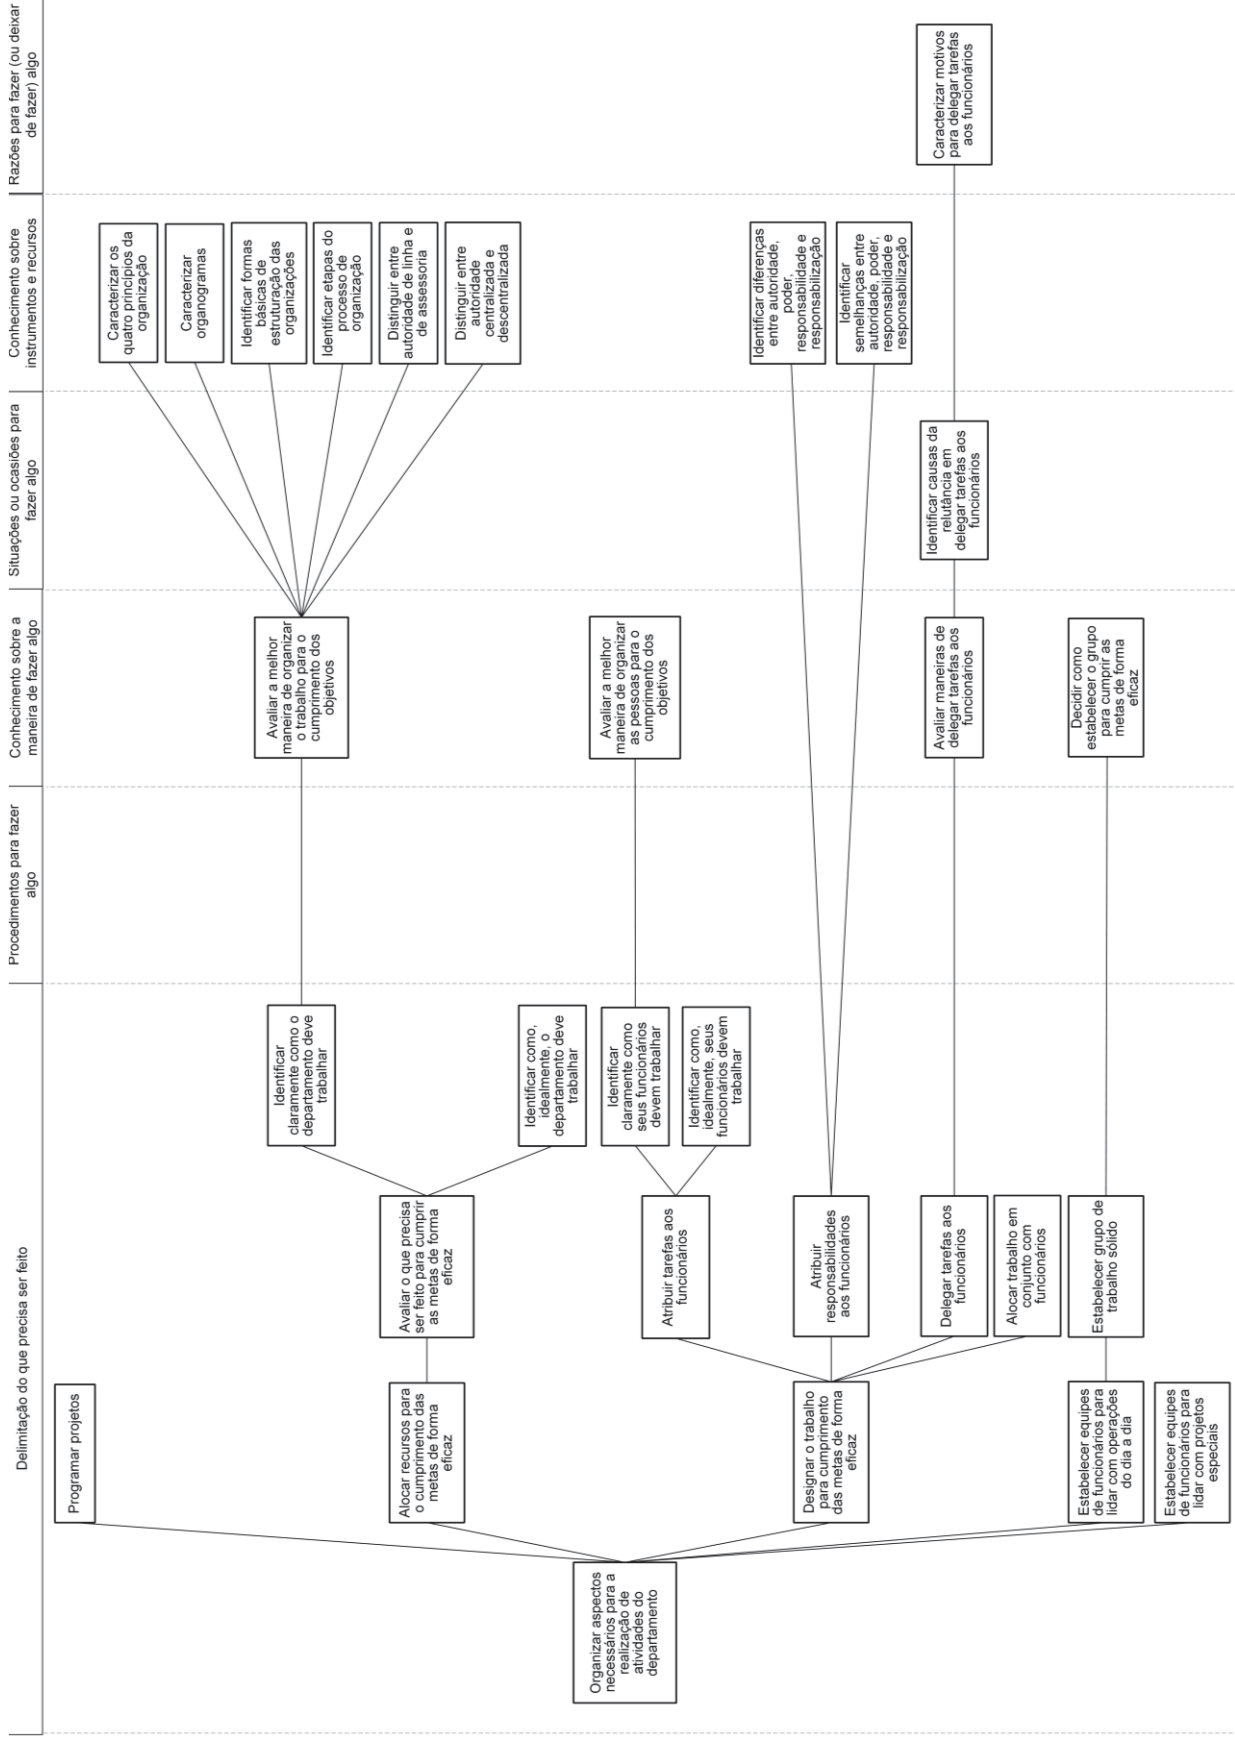 Delimitação do que precisa ser feito
Procedimentos para fazer
algo
Conhecimento sobre a
maneira de fazer algo
Situações ou ocasiões para
fazer algo
Conhecimento sobre
instrumentos e recursos
Razões para fazer (ou deixar
de fazer) algo
Organizar aspectos
necessários para a
realização de
atividades do
departamento
Programar projetos
Alocar recursos para
o cumprimento das
metas de forma
eficaz
Designar o trabalho
para cumprimento
das metas de forma
eficaz
Estabelecer equipes
de funcionários para
lidar com operações
do dia a dia
Estabelecer equipes
de funcionários para
lidar com projetos
especiais
Avaliar o que precisa
ser feito para cumprir
as metas de forma
eficaz
Atribuir tarefas aos
funcionários
Atribuir
responsabilidades
aos funcionários
Delegar tarefas aos
funcionários
Alocar trabalho em
conjunto com
funcionários
Estabelecer grupo de
trabalho sólido
Identificar
claramente como o
departamento deve
trabalhar
Identificar como,
idealmente, o
departamento deve
trabalhar
Identificar
claramente como
seus funcionários
devem trabalhar
Identificar como,
idealmente, seus
funcionários devem
trabalhar
Avaliar a melhor
maneira de organizar
o trabalho para o
cumprimento dos
objetivos
Avaliar a melhor
maneira de organizar
as pessoas para o
cumprimento dos
objetivos
Avaliar maneiras de
delegar tarefas aos
funcionários
Decidir como
estabelecer o grupo
para cumprir as
metas de forma
eficaz
Identificar causas da
relutância em
delegar tarefas aos
funcionários
Caracterizar os
quatro princípios da
organização
Caracterizar
organogramas
Identificar formas
básicas de
estruturação das
organizações
Identificar etapas do
processo de
organização
Distinguir entre
autoridade de linha e
de assessoria
Distinguir entre
autoridade
centralizada e
descentralizada
Identificar diferenças
entre autoridade,
poder,
responsabilidade e
responsabilização
Identificar
semelhanças entre
autoridade, poder,
responsabilidade e
responsabilização
Caracterizar motivos
para delegar tarefas
aos funcionários